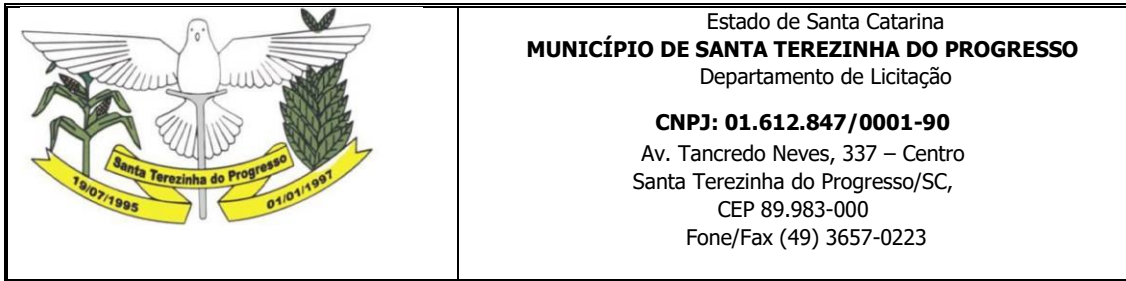 Santa Terezinha do Progresso
19/07/1995
01/01/1997
Estado de Santa Catarina
MUNICÍPIO DE SANTA TEREZINHA DO PROGRESSO
Departamento de Licitação
CNPJ: 01.612.847/0001-90
Av. Tancredo Neves, 337 – Centro
Santa Terezinha do Progresso/SC,
CEP 89.983-000
Fone/Fax (49) 3657-0223